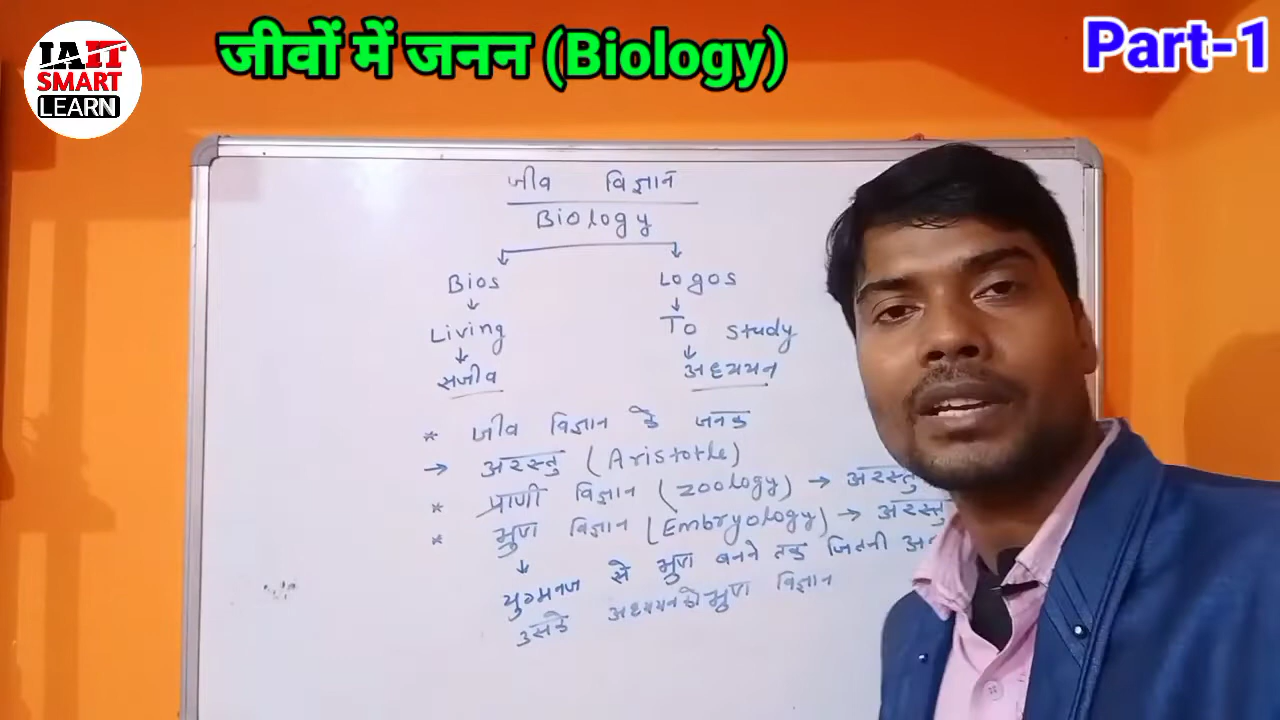 IAIT
SMART
LEARN
जीवों में जनन (Biology)
Part-1
जीव विज्ञान
Biology
Bios Logos
Living To study
सजीव अध्ययन
* जीव विज्ञान के जनक
→ अरस्तु (Aristotle)
* प्राणी विज्ञान (zoology) → अरस्तु
* भ्रुण विज्ञान (Embryology) → अरस्तु
युग्मनज से भ्रुण बनने तक जितनी
उसके अध्ययन को भ्रुण विज्ञान